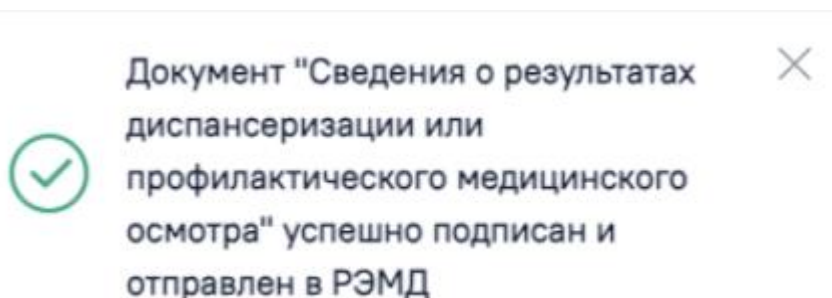 Документ "Сведения о результатах
диспансеризации или
профилактического медицинского
осмотра" успешно подписан и
отправлен в РЭМД